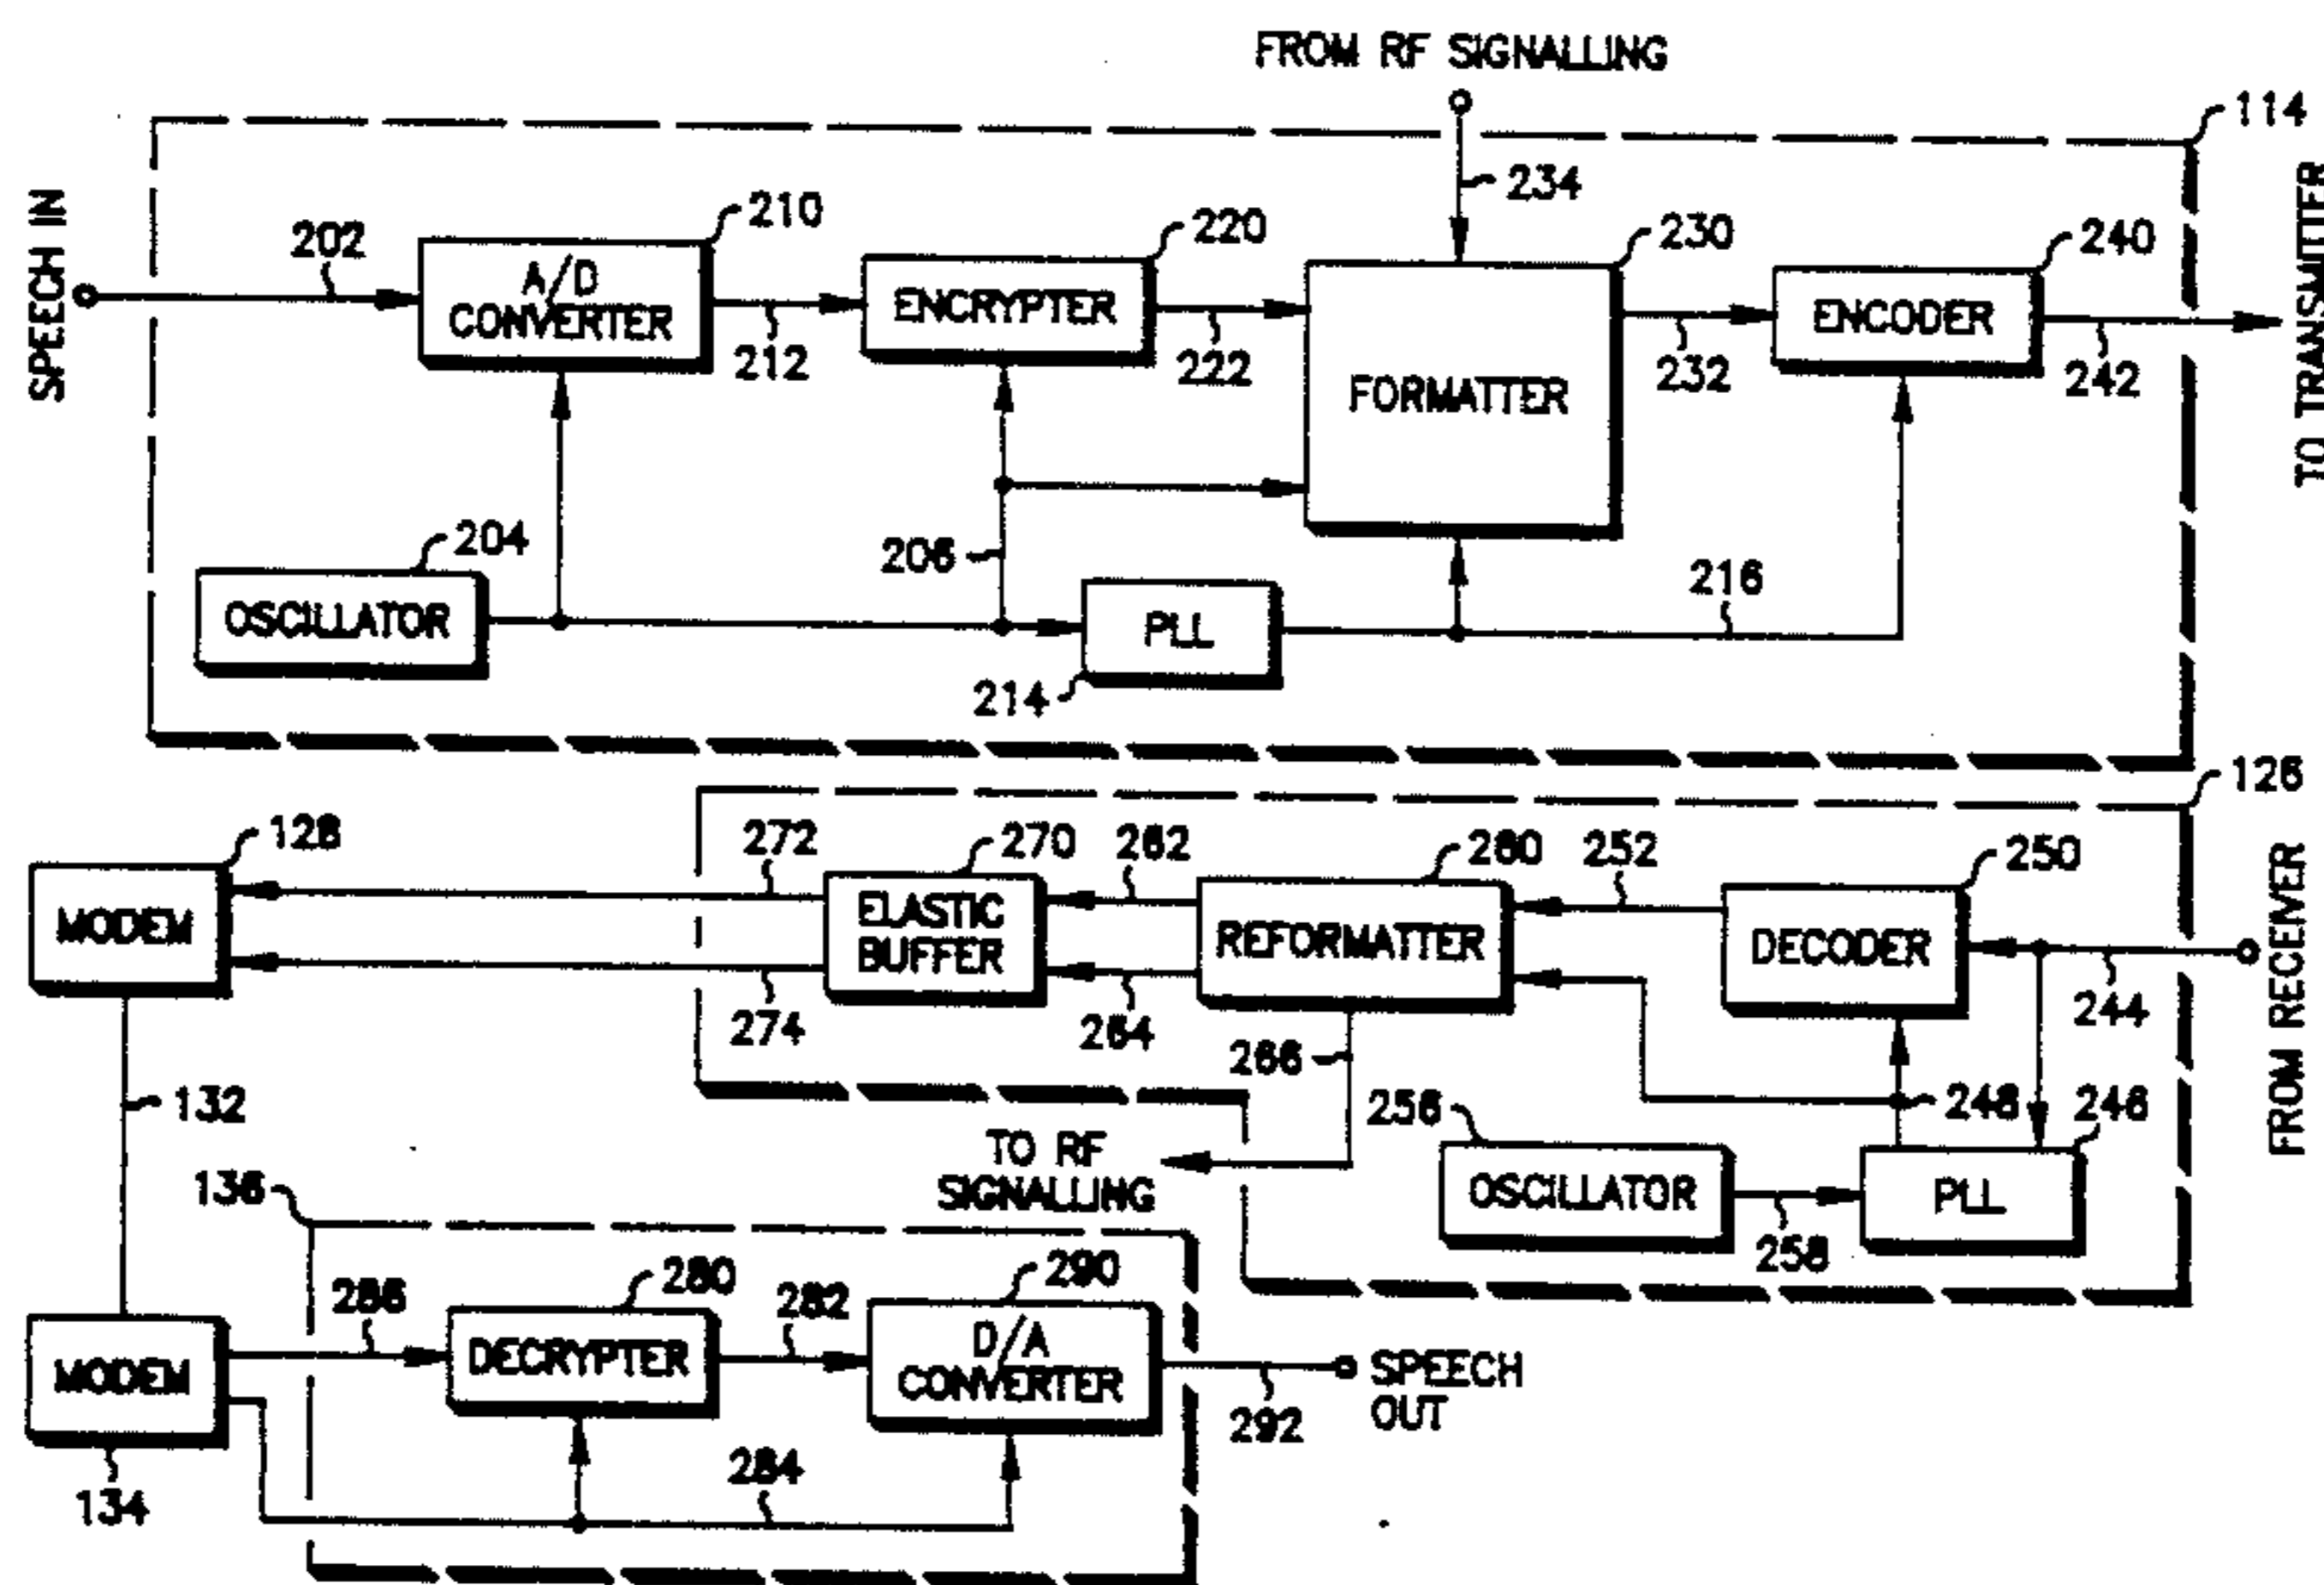 FROM RF SIGNALLING
114
TO TRANSMITTER
234
SPEECH IN
202
210
A/D
CONVERTER
212
220
ENCRYPTER
222
230
FORMATTER
232
240
ENCODER
242
204
OSCILLATOR
206
PLL
214
216
126
128
MODEM
272
274
270
ELASTIC
BUFFER
262
264
260
REFORMATTER
266
252
250
DECODER
244
FROM RECEIVER
248
246
PLL
256
OSCILLATOR
258
TO RF
SIGNALLING
132
136
MODEM
134
286
280
DECRYPTER
282
284
290
D/A
CONVERTER
292
SPEECH
OUT